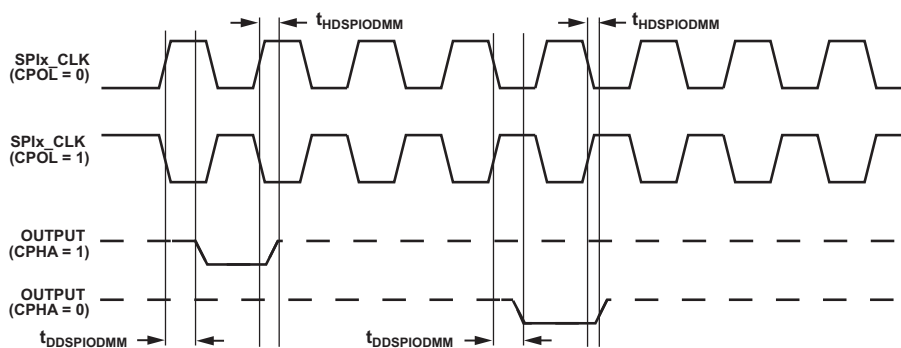 tHDSPIODMM
tHDSPIODMM
SPIx_CLK
(CPOL = 0)
SPIx_CLK
(CPOL = 1)
OUTPUT
(CPHA = 1)
OUTPUT
(CPHA = 0)
tDDSPIODMM
tDDSPIODMM